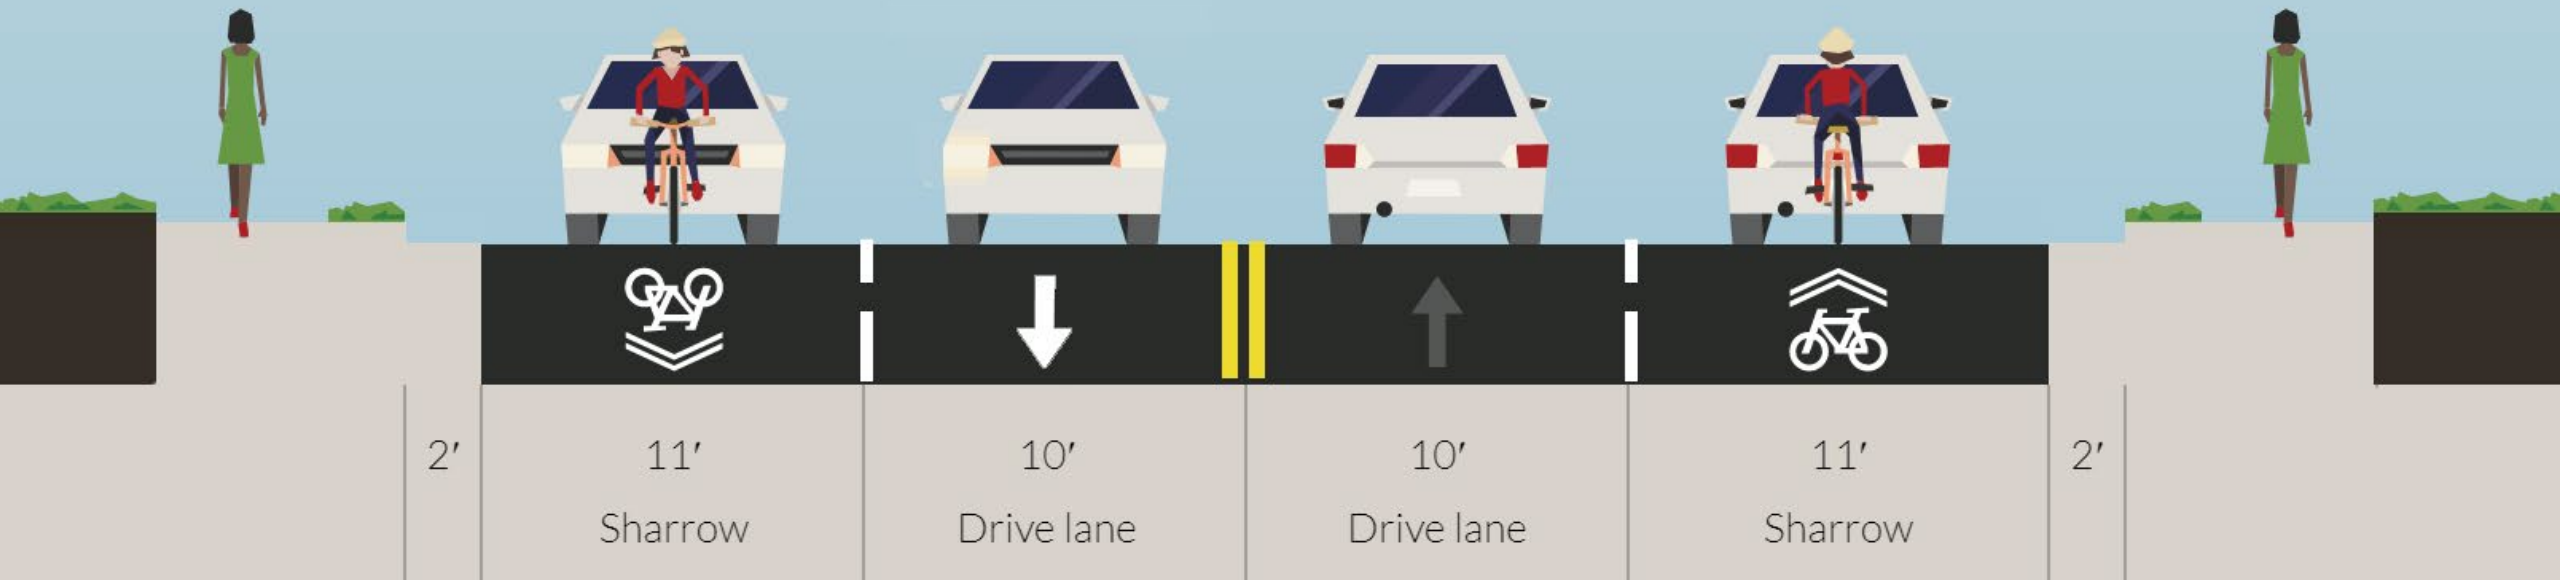 2′ 11′ 10′ 10′ 11′ 2′
Sharrow Drive lane Drive lane Sharrow